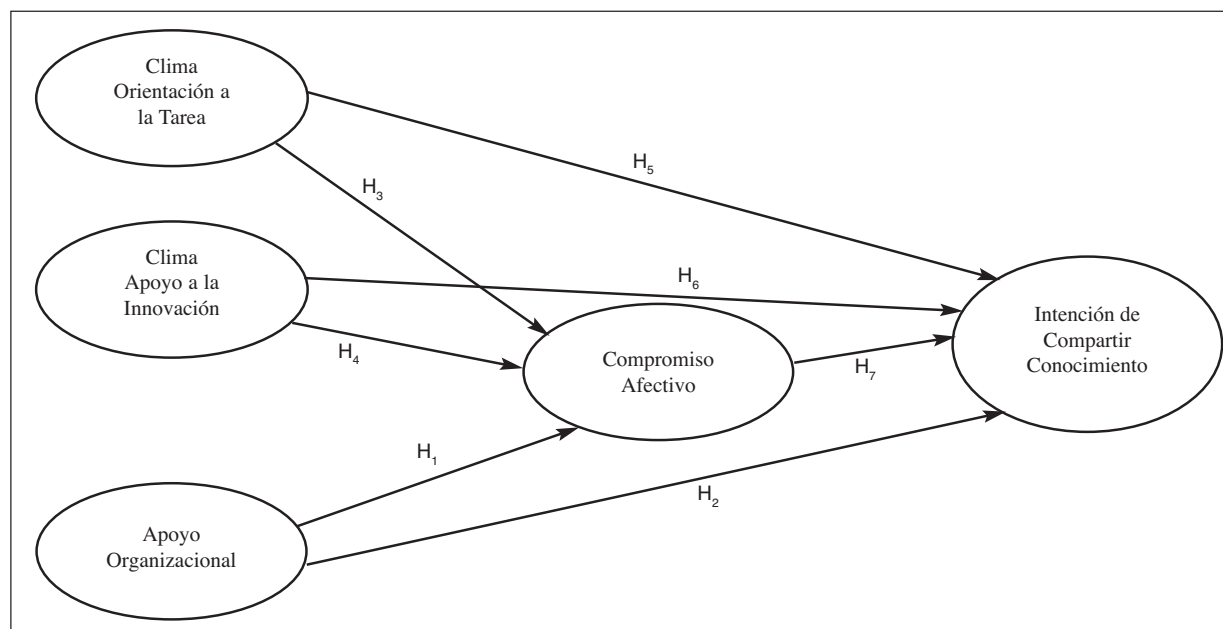 Clima
Orientación a
la Tarea
H5
H3
Clima
Apoyo a la
Innovación
H6
H4
Compromiso
Afectivo
H7
Intención de
Compartir
Conocimiento
H1
H2
Apoyo
Organizacional